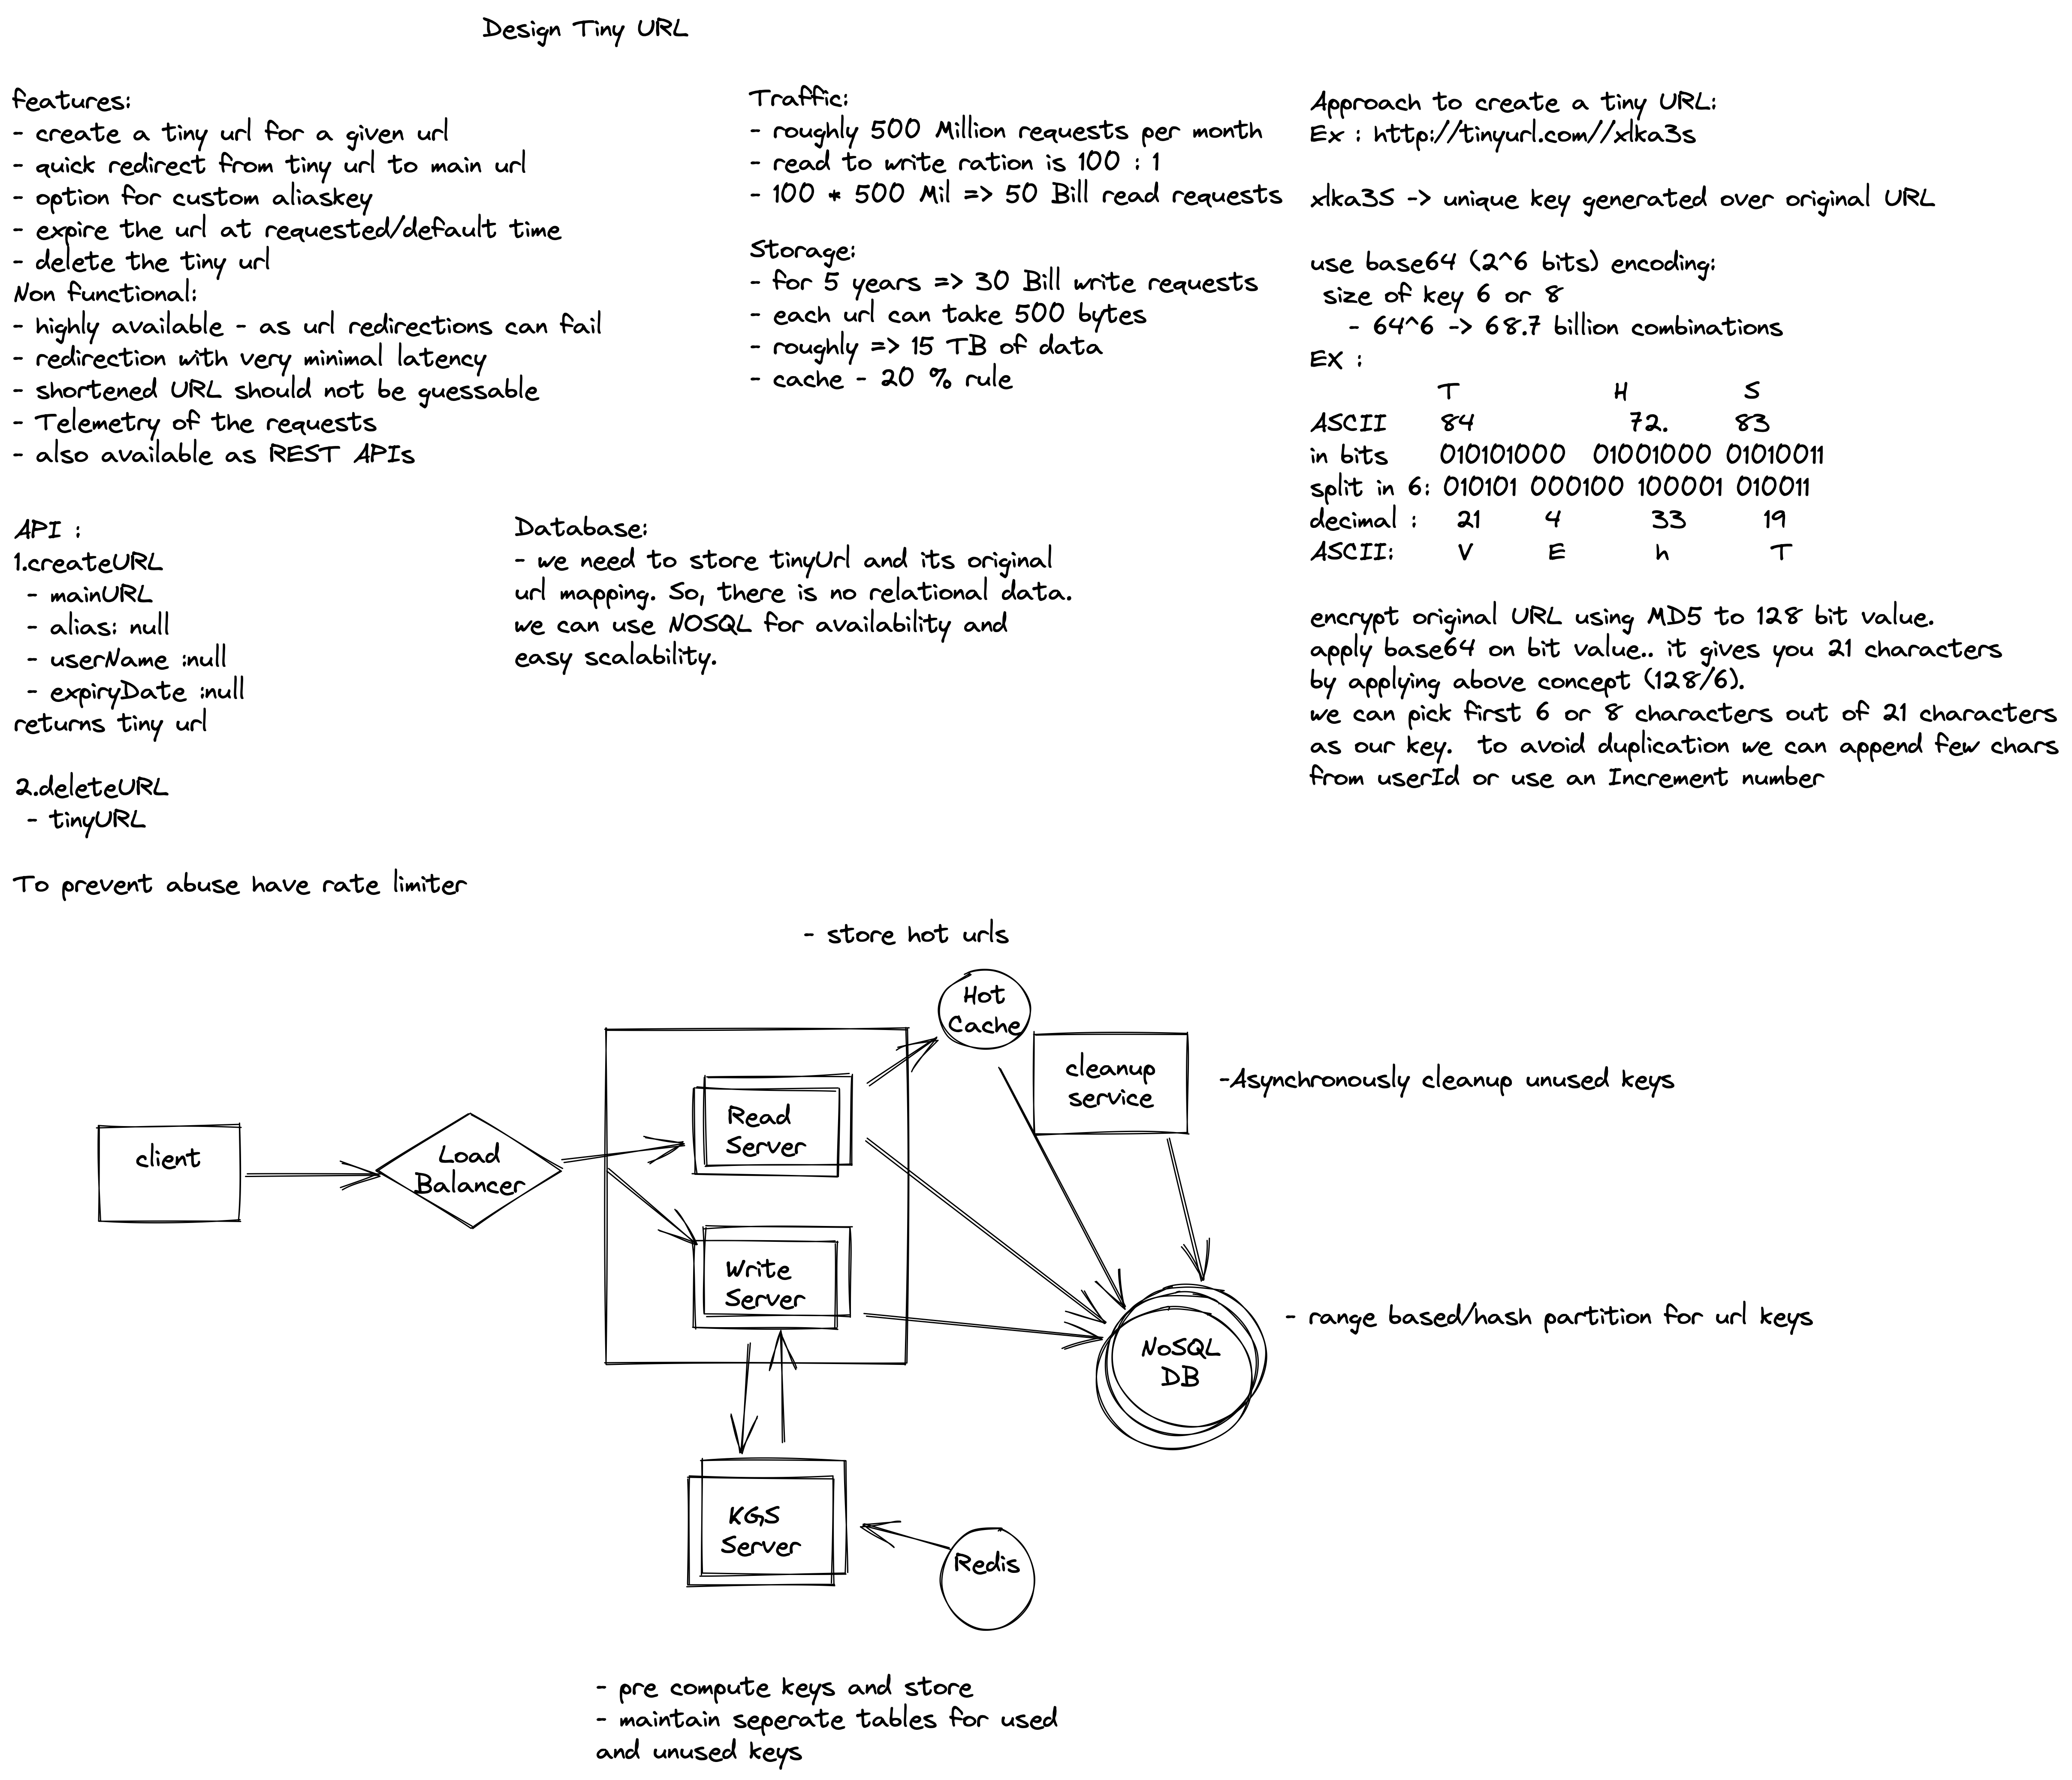 Design Tiny URL
features:
- create a tiny url for a given url
- quick redirect from tiny url to main url
- option for custom aliaskey
- expire the url at requested/default time
- delete the tiny url
Non functional:
- highly available - as url redirections can fail
- redirection with very minimal latency
- shortened URL should not be guessable
- Telemetry of the requests
- also available as REST APIs
Traffic:
- roughly 500 Million requests per month
- read to write ration is 100 : 1
- 100 * 500 Mil => 50 Bill read requests
Storage:
- for 5 years => 30 Bill write requests
- each url can take 500 bytes
- roughly => 15 TB of data
- cache - 20 % rule
Approach to create a tiny URL:
Ex : http://tinyurl.com//xlka3s
xlka3S -> unique key generated over original URL
use base64 (2^6 bits) encoding:
size of key 6 or 8
- 64^6 -> 68.7 billion combinations
EX :
T H S
ASCII 84 72. 83
in bits 010101000 01001000 01010011
split in 6: 010101 000100 100001 010011
decimal : 21 4 33 19
ASCII: V E h T
encrypt original URL using MD5 to 128 bit value.
apply base64 on bit value.. it gives you 21 characters
by applying above concept (128/6).
we can pick first 6 or 8 characters out of 21 characters
as our key. to avoid duplication we can append few chars
from userId or use an Increment number
API :
1.createURL
- mainURL
- alias: null
- userName :null
- expiryDate :null
returns tiny url
2.deleteURL
- tinyURL
To prevent abuse have rate limiter
Database:
- we need to store tinyUrl and its original
url mapping. So, there is no relational data.
we can use NOSQL for availability and
easy scalability.
- store hot urls
Hot
Cache
cleanup
service
-Asynchronously cleanup unused keys
client
Load
Balancer
Read
Server
Write
Server
NoSQL
DB
- range based/hash partition for url keys
KGS
Server
Redis
- pre compute keys and store
- maintain seperate tables for used
and unused keys